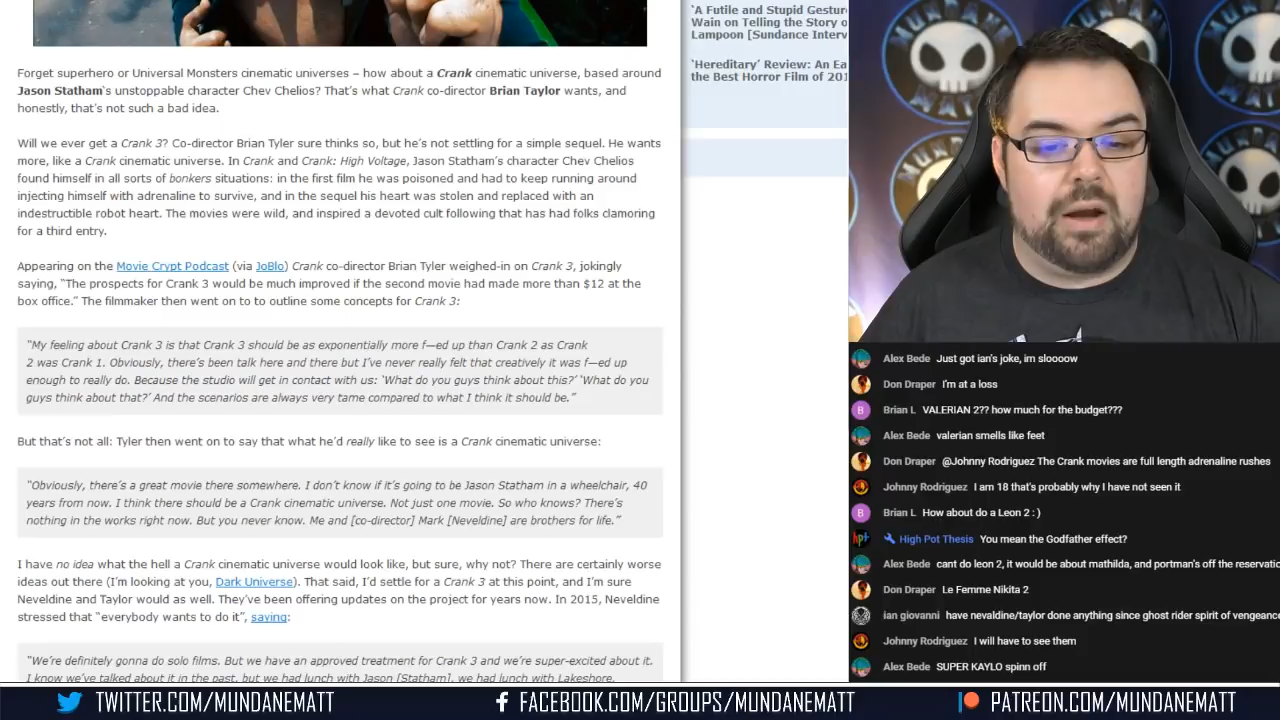 Forget superhero or Universal Monsters cinematic universes – how about a Crank cinematic universe, based around
Jason Statham`s unstoppable character Chev Chelios? That's what Crank co-director Brian Taylor wants, and
honestly, that's not such a bad idea.
Will we ever get a Crank 3? Co-director Brian Tyler sure thinks so, but he's not settling for a simple sequel. He wants
more, like a Crank cinematic universe. In Crank and Crank: High Voltage, Jason Statham's character Chev Chelios
found himself in all sorts of bonkers situations: in the first film he was poisoned and had to keep running around
injecting himself with adrenaline to survive, and in the sequel his heart was stolen and replaced with an
indestructible robot heart. The movies were wild, and inspired a devoted cult following that has had folks clamoring
for a third entry.
Appearing on the Movie Crypt Podcast (via JoBlo) Crank co-director Brian Tyler weighed-in on Crank 3, jokingly
saying, "The prospects for Crank 3 would be much improved if the second movie had made more than $12 at the
box office." The filmmaker then went on to to outline some concepts for Crank 3:
"My feeling about Crank 3 is that Crank 3 should be as exponentially more f—ed up than Crank 2 as Crank
2 was Crank 1. Obviously, there's been talk here and there but I've never really felt that creatively it was f—ed up
enough to really do. Because the studio will get in contact with us: 'What do you guys think about this?' 'What do you
guys think about that?' And the scenarios are always very tame compared to what I think it should be."
But that's not all: Tyler then went on to say that what he'd really like to see is a Crank cinematic universe:
"Obviously, there's a great movie there somewhere. I don't know if it's going to be Jason Statham in a wheelchair, 40
years from now. I think there should be a Crank cinematic universe. Not just one movie. So who knows? There's
nothing in the works right now. But you never know. Me and [co-director] Mark [Neveldine] are brothers for life."
I have no idea what the hell a Crank cinematic universe would look like, but sure, why not? There are certainly worse
ideas out there (I'm looking at you, Dark Universe). That said, I'd settle for a Crank 3 at this point, and I'm sure
Neveldine and Taylor would as well. They've been offering updates on the project for years now. In 2015, Neveldine
stressed that "everybody wants to do it", saying:
"We're definitely gonna do solo films. But we have an approved treatment for Crank 3 and we're super-excited about it.
I know we've talked about it in the past, but we had lunch with Jason [Statham], we had lunch with Lakeshore.
'A Futile and Stupid Gestur
Wain on Telling the Story o
Lampoon [Sundance Interv
'Hereditary' Review: An Ea
the Best Horror Film of 201
MUNDANE
MATT
Alex Bede Just got ian's joke, im sloooow
Don Draper I'm at a loss
B Brian L VALERIAN 2?? how much for the budget???
Alex Bede valerian smells like feet
Don Draper @Johnny Rodriguez The Crank movies are full length adrenaline rushes
Johnny Rodriguez I am 18 that's probably why I have not seen it
B Brian L How about do a Leon 2 : )
hpt High Pot Thesis You mean the Godfather effect?
Alex Bede cant do leon 2, it would be about mathilda, and portman's off the reservatio
Don Draper Le Femme Nikita 2
ian giovanni have nevaldine/taylor done anything since ghost rider spirit of vengeance
Johnny Rodriguez I will have to see them
Alex Bede SUPER KAYLO spinn off
TWITTER.COM/MUNDANEMATT
FACEBOOK.COM/GROUPS/MUNDANEMATT
PATREON.COM/MUNDANEMATT